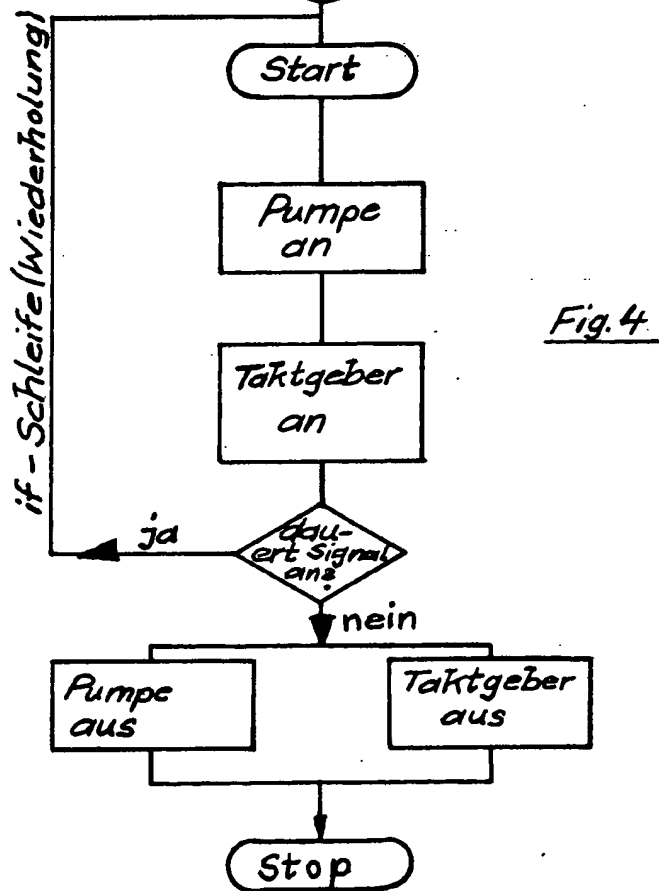 if-Schleife (Wiederholung)
Start
Pumpe
an
Fig. 4
Taktgeber
an
dau-
ert Signal
an?
ja
nein
Pumpe
aus
Taktgeber
aus
Stop